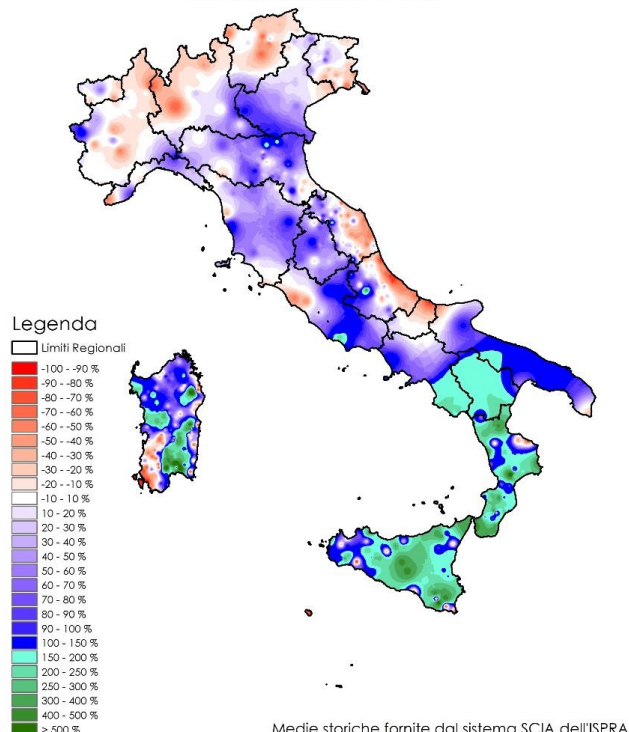 Legenda
Limiti Regionali
-100 - -90 %
-90 - -80 %
-80 - -70 %
-70 - -60 %
-60 - -50 %
-50 - -40 %
-40 - -30 %
-30 - -20 %
-20 - -10 %
-10 - 10 %
10 - 20 %
20 - 30 %
30 - 40 %
40 - 50 %
50 - 60 %
60 - 70 %
70 - 80 %
80 - 90 %
90 - 100 %
100 - 150 %
150 - 200 %
200 - 250 %
250 - 300 %
300 - 400 %
400 - 500 %
> 500 %
Medie storiche fornite dal sistema SCIA dell'ISPRA